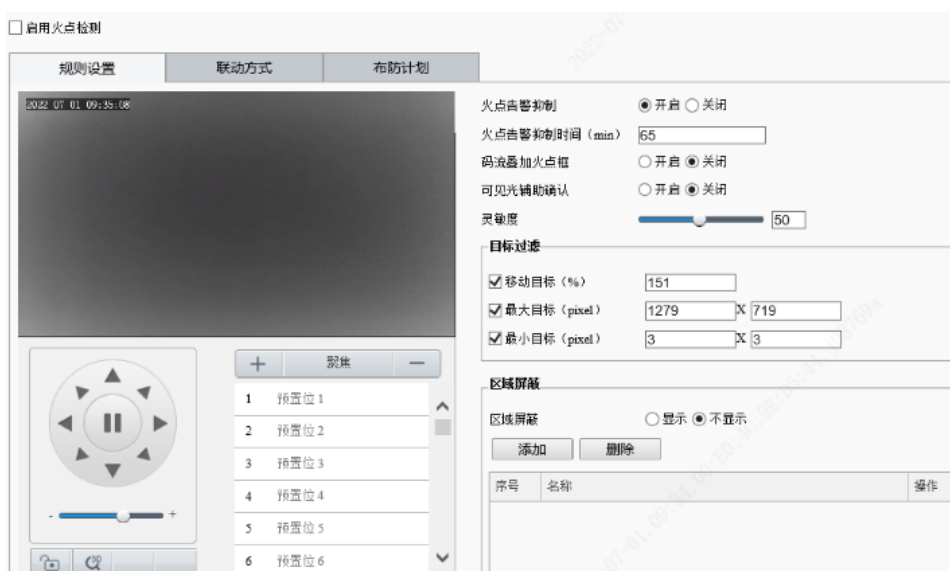 启用火点检测
规则设置 联动方式 布防计划
2022 07 01 09:35:08
火点告警抑制 开启 关闭
火点告警抑制时间（min） 65
码流叠加火点框 开启 关闭
可见光辅助确认 开启 关闭
灵敏度 50
目标过滤
移动目标（%） 151
最大目标（pixel） 1279 X 719
最小目标（pixel） 3 X 3
区域屏蔽
区域屏蔽 显示 不显示
添加 删除
序号 名称 操作
+ 聚焦 −
1 预置位1
2 预置位2
3 预置位3
4 预置位4
5 预置位5
6 预置位6
- +